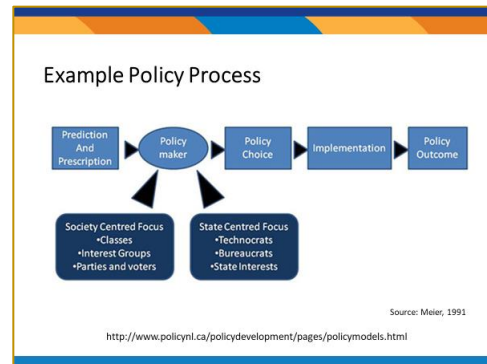 Example Policy Process
Prediction
And
Prescription
Policy
maker
Policy
Choice
Implementation
Policy
Outcome
Society Centred Focus
•Classes
•Interest Groups
•Parties and voters
State Centred Focus
•Technocrats
•Bureaucrats
•State Interests
Source: Meier, 1991
http://www.policynl.ca/policydevelopment/pages/policymodels.html